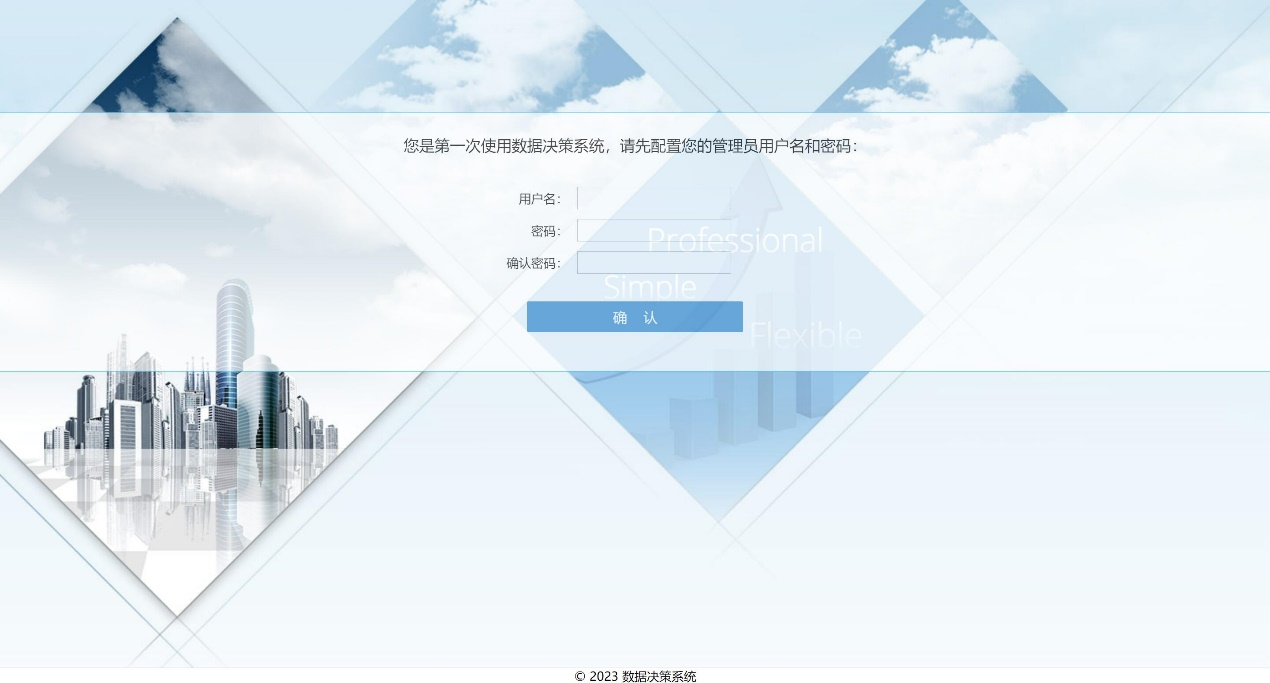 您是第一次使用数据决策系统，请先配置您的管理员用户名和密码：
用户名：
密码：
Professional
确认密码：
Simple
确 认
Flexible
© 2023 数据决策系统